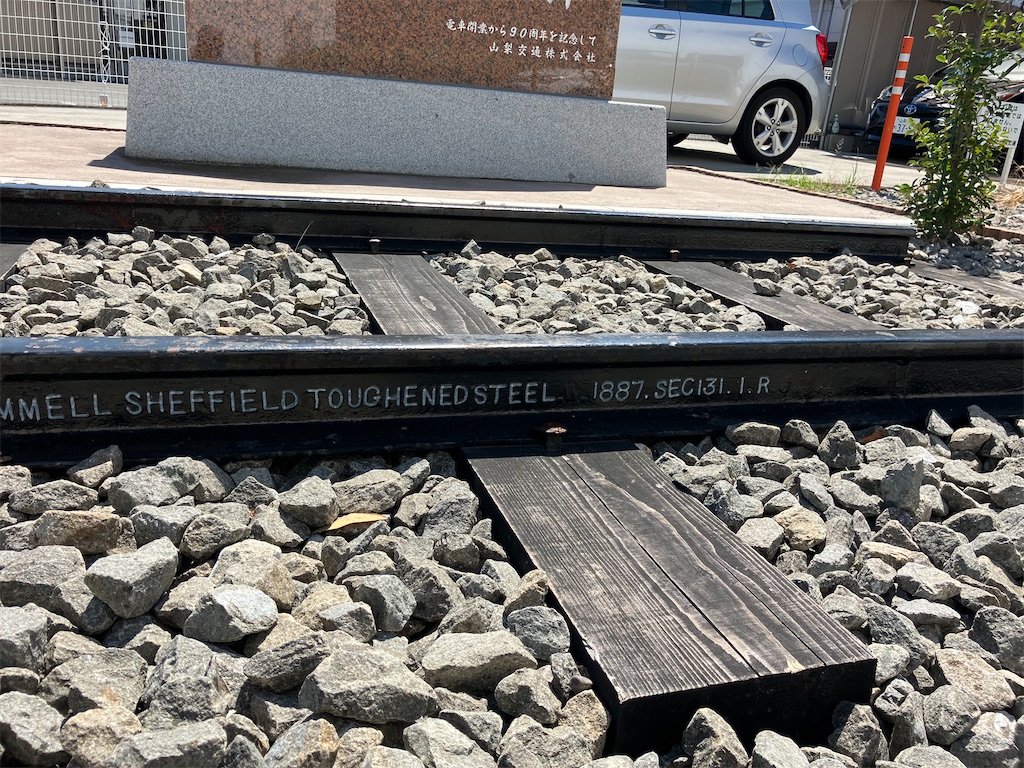 電車開業から90周年を記念して
山梨交通株式会社
MMELL SHEFFIELD TOUGHENED STEEL 1887. SEC131. I. R